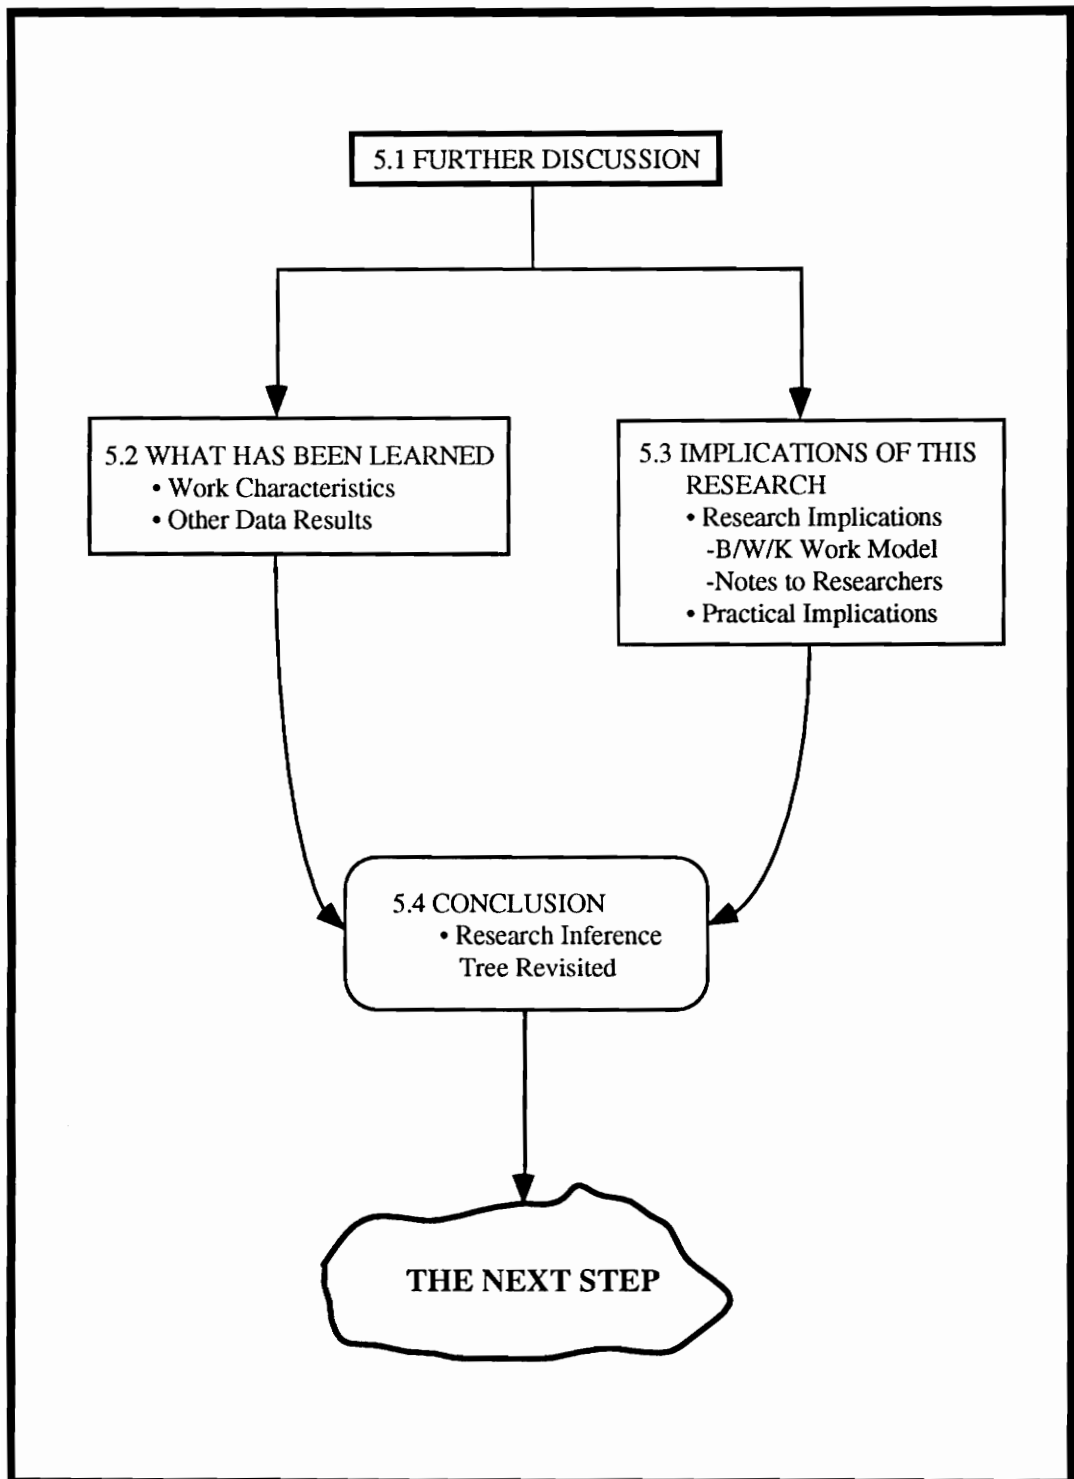 5.1 FURTHER DISCUSSION
5.2 WHAT HAS BEEN LEARNED
• Work Characteristics
• Other Data Results
5.3 IMPLICATIONS OF THIS
RESEARCH
• Research Implications
-B/W/K Work Model
-Notes to Researchers
• Practical Implications
5.4 CONCLUSION
• Research Inference
Tree Revisited
THE NEXT STEP